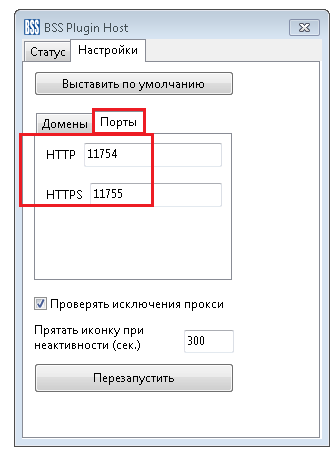 BSS BSS Plugin Host
Статус Настройки
Выставить по умолчанию
Домены Порты
HTTP 11754
HTTPS 11755
Проверять исключения прокси
Прятать иконку при
неактивности (сек.) 300
Перезапустить